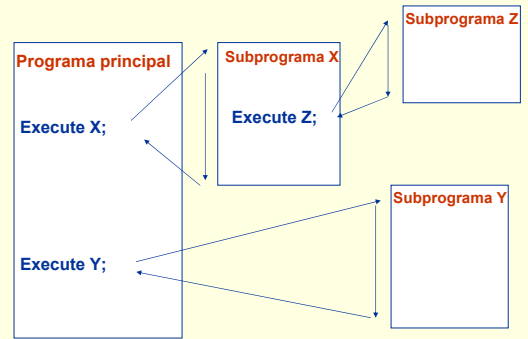 Programa principal
Execute X;
Execute Y;
Subprograma X
Execute Z;
Subprograma Z
Subprograma Y